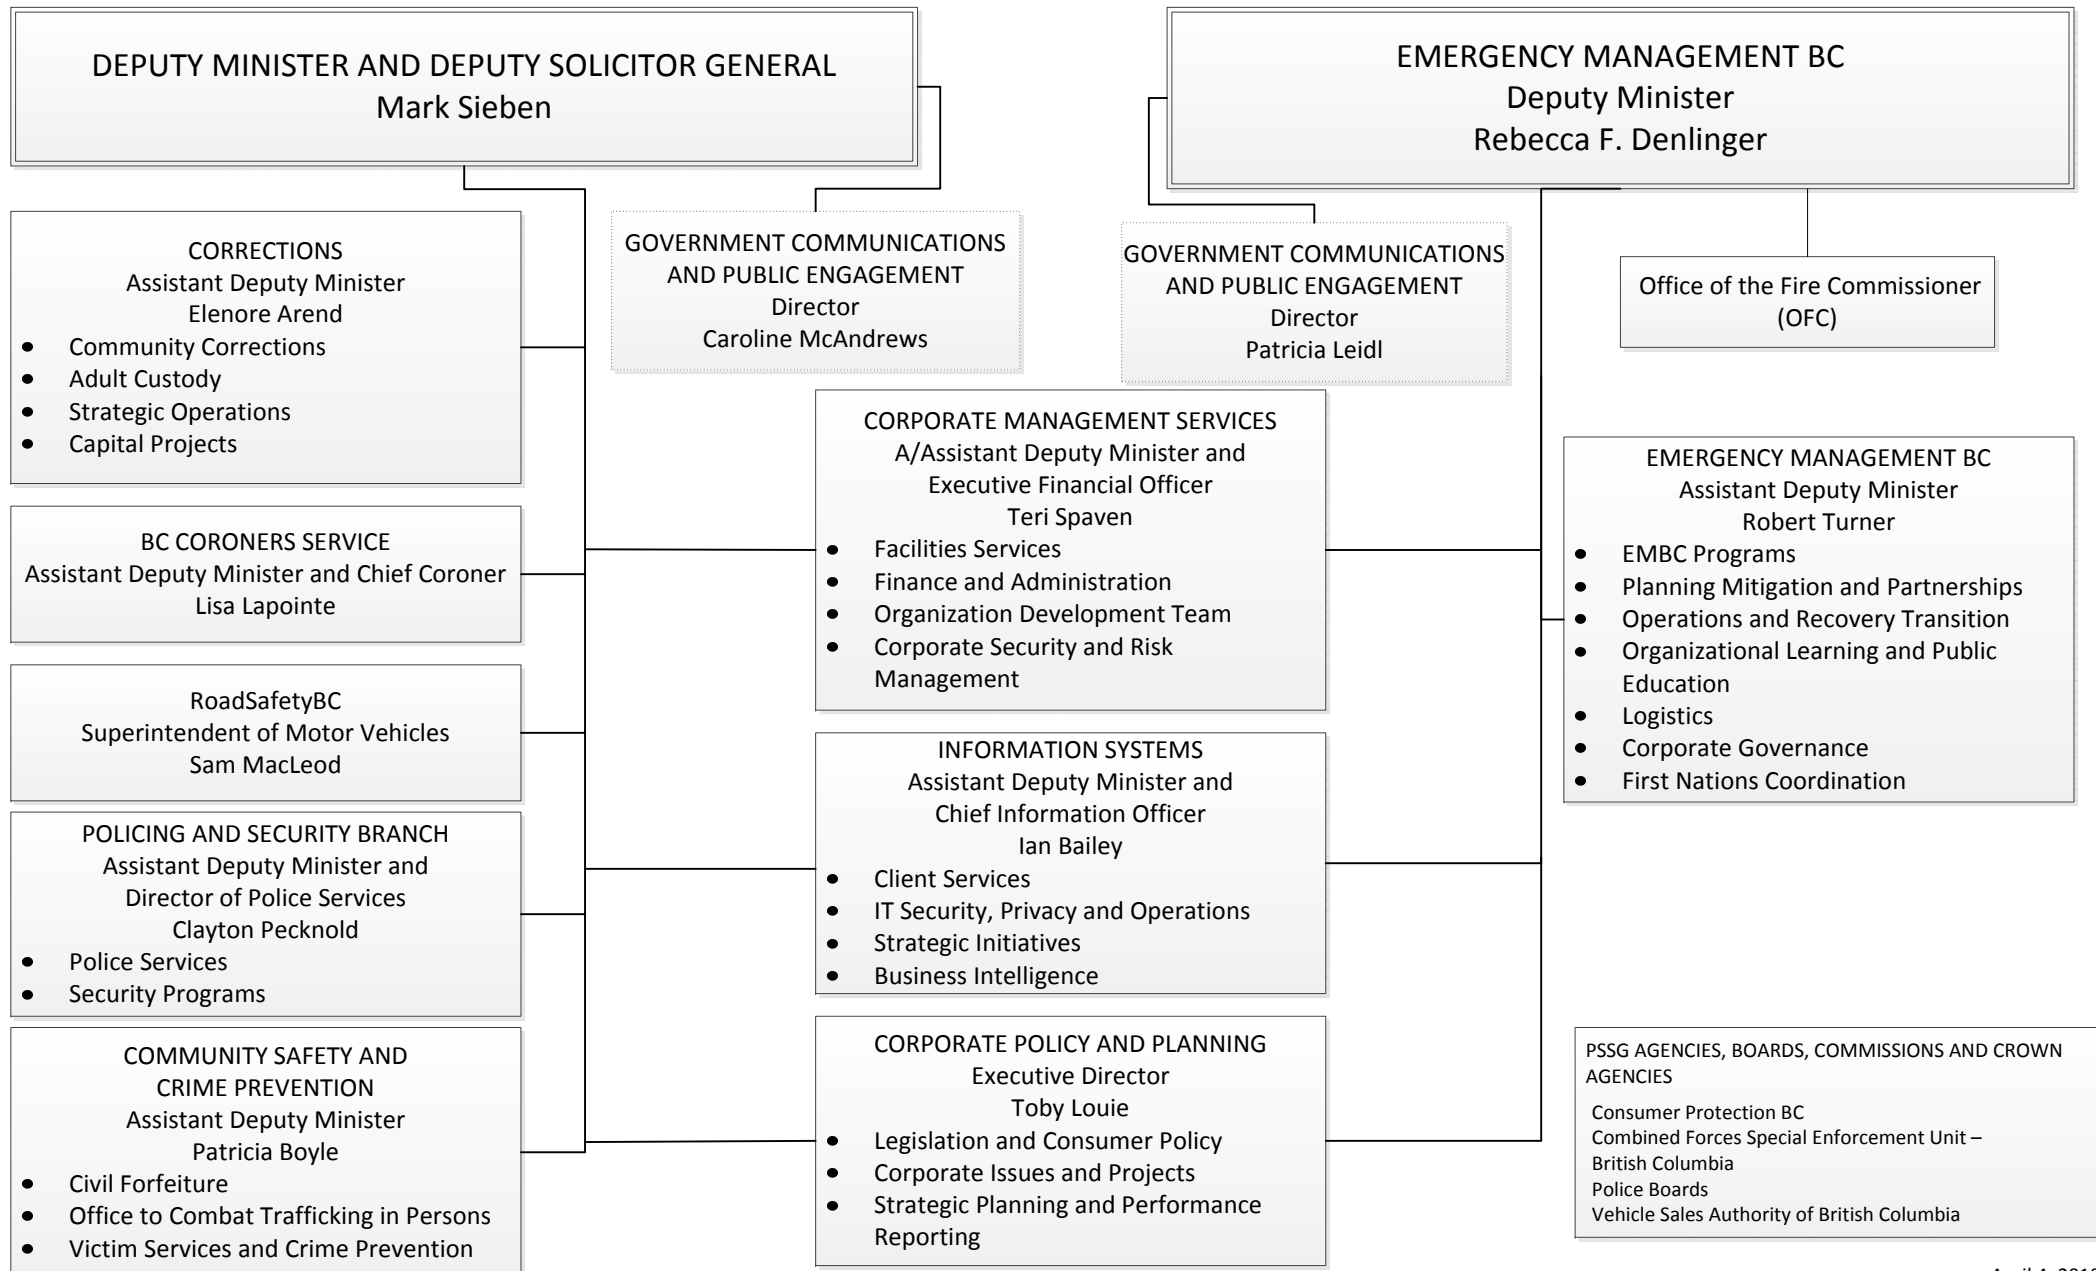 DEPUTY MINISTER AND DEPUTY SOLICITOR GENERAL
Mark Sieben
EMERGENCY MANAGEMENT BC
Deputy Minister
Rebecca F. Denlinger
CORRECTIONS
Assistant Deputy Minister
Elenore Arend
• Community Corrections
• Adult Custody
• Strategic Operations
• Capital Projects
GOVERNMENT COMMUNICATIONS
AND PUBLIC ENGAGEMENT
Director
Caroline McAndrews
GOVERNMENT COMMUNICATIONS
AND PUBLIC ENGAGEMENT
Director
Patricia Leidl
Office of the Fire Commissioner
(OFC)
BC CORONERS SERVICE
Assistant Deputy Minister and Chief Coroner
Lisa Lapointe
RoadSafetyBC
Superintendent of Motor Vehicles
Sam MacLeod
POLICING AND SECURITY BRANCH
Assistant Deputy Minister and
Director of Police Services
Clayton Pecknold
• Police Services
• Security Programs
COMMUNITY SAFETY AND
CRIME PREVENTION
Assistant Deputy Minister
Patricia Boyle
• Civil Forfeiture
• Office to Combat Trafficking in Persons
• Victim Services and Crime Prevention
CORPORATE MANAGEMENT SERVICES
A/Assistant Deputy Minister and
Executive Financial Officer
Teri Spaven
• Facilities Services
• Finance and Administration
• Organization Development Team
• Corporate Security and Risk
Management
INFORMATION SYSTEMS
Assistant Deputy Minister and
Chief Information Officer
Ian Bailey
• Client Services
• IT Security, Privacy and Operations
• Strategic Initiatives
• Business Intelligence
CORPORATE POLICY AND PLANNING
Executive Director
Toby Louie
• Legislation and Consumer Policy
• Corporate Issues and Projects
• Strategic Planning and Performance
Reporting
EMERGENCY MANAGEMENT BC
Assistant Deputy Minister
Robert Turner
• EMBC Programs
• Planning Mitigation and Partnerships
• Operations and Recovery Transition
• Organizational Learning and Public
Education
• Logistics
• Corporate Governance
• First Nations Coordination
PSSG AGENCIES, BOARDS, COMMISSIONS AND CROWN
AGENCIES
Consumer Protection BC
Combined Forces Special Enforcement Unit –
British Columbia
Police Boards
Vehicle Sales Authority of British Columbia